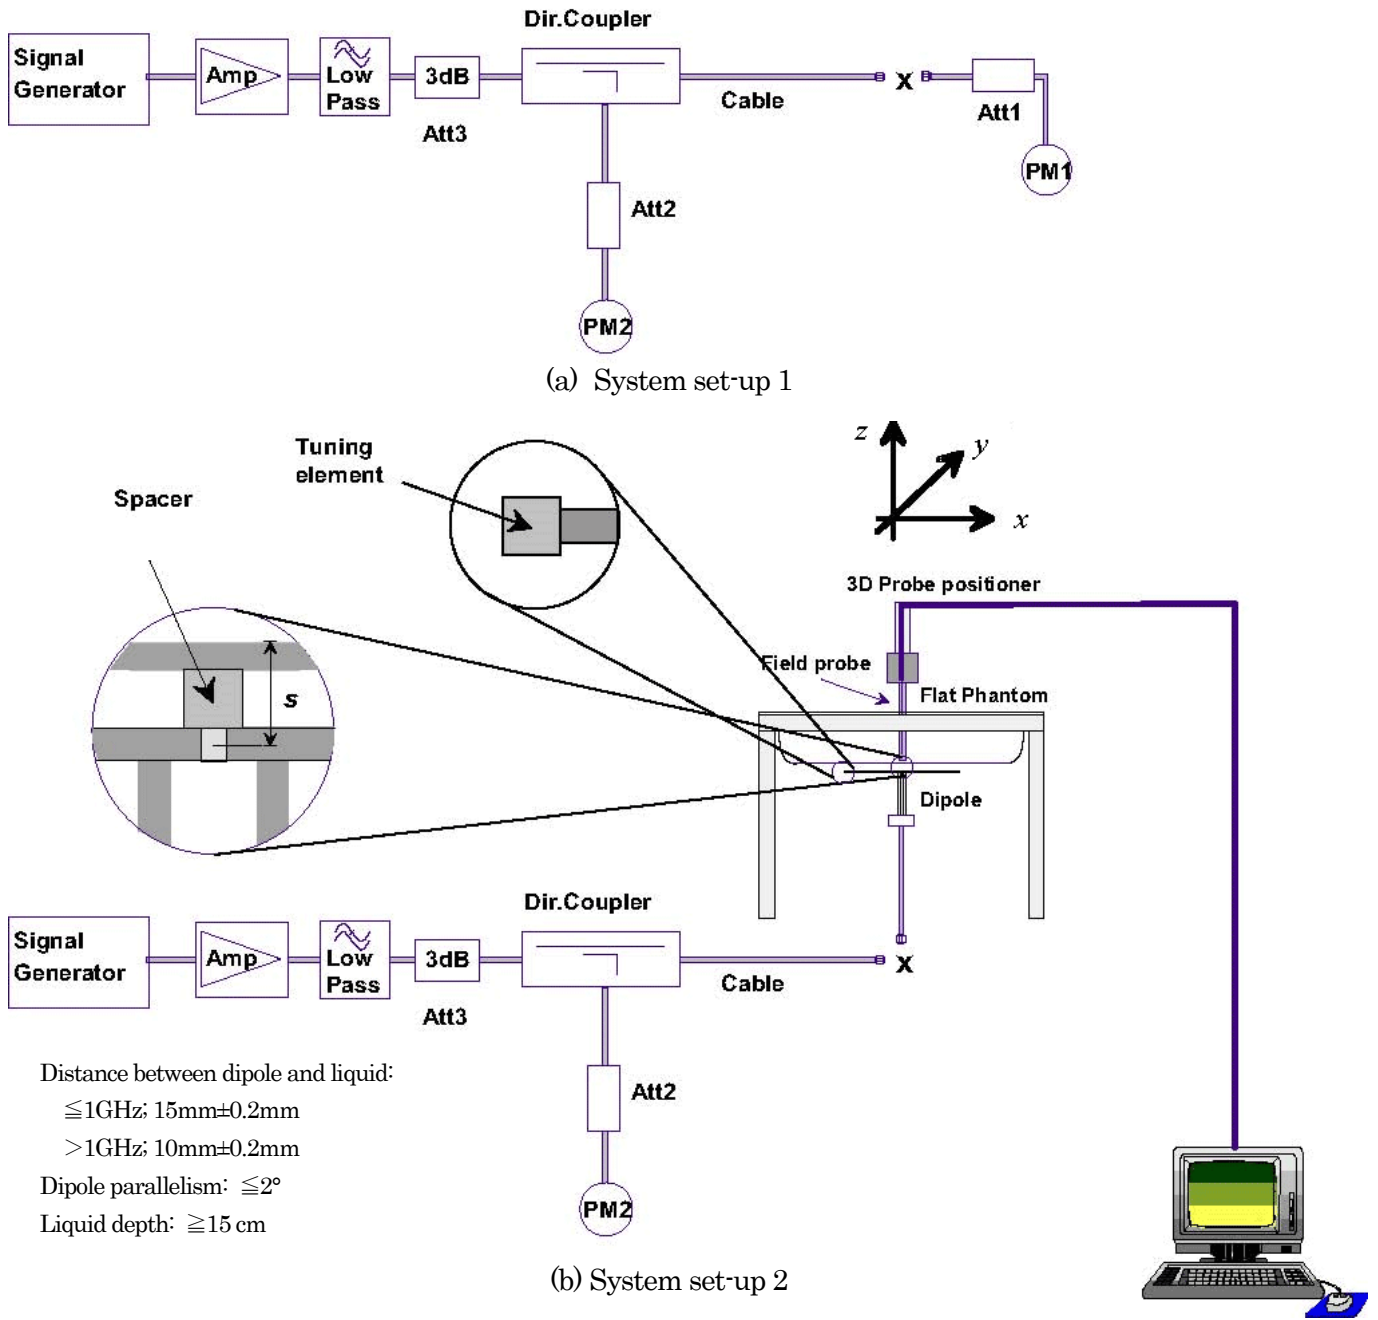 Dir.Coupler
Signal
Generator
Amp
Low
Pass
3dB
Att3
Cable
X
Att1
PM1
Att2
PM2
(a) System set-up 1
Tuning
element
Spacer
z
y
x
3D Probe positioner
Field probe
Flat Phantom
s
Dipole
Dir.Coupler
Signal
Generator
Amp
Low
Pass
3dB
Att3
Cable
X
Distance between dipole and liquid:
≦1GHz; 15mm±0.2mm
>1GHz; 10mm±0.2mm
Dipole parallelism: ≦2°
Liquid depth: ≧15 cm
Att2
PM2
(b) System set-up 2